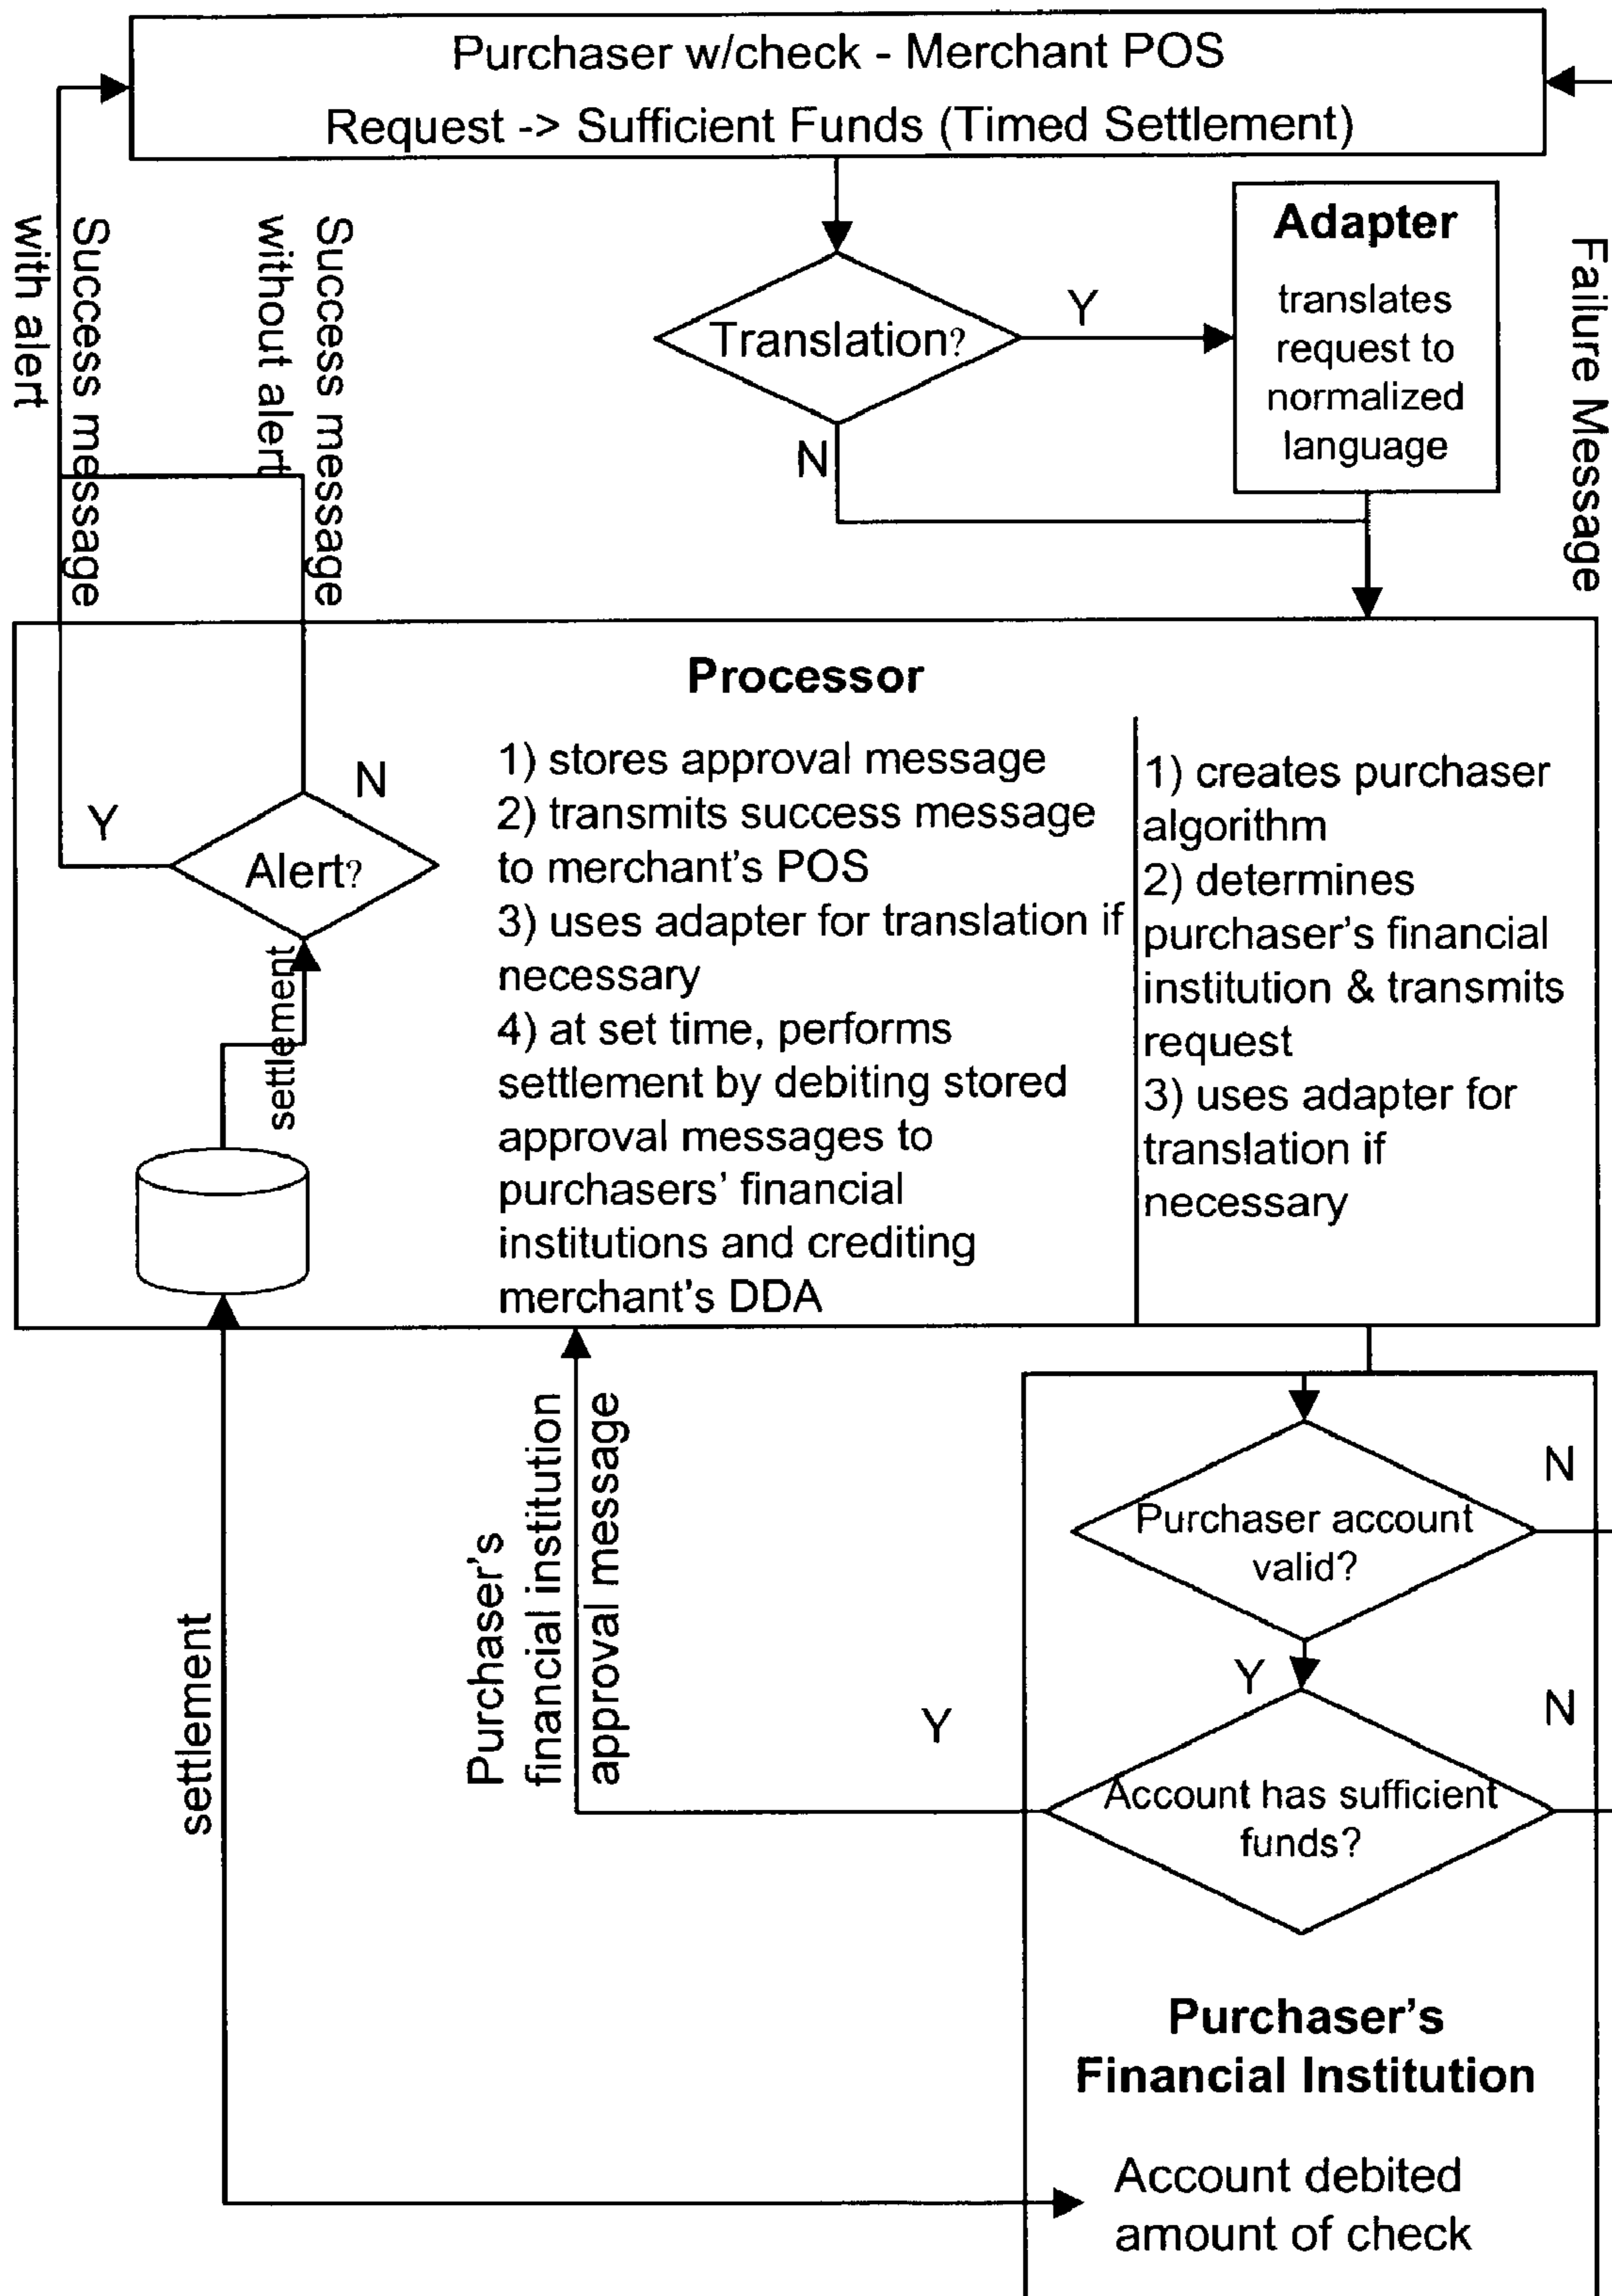 Purchaser w/check - Merchant POS
Request -> Sufficient Funds (Timed Settlement)
Success message
with alert
Success message
without alert
Translation?
Y
N
Adapter
translates
request to
normalized
language
Failure Message
Processor
Y
N
Alert?
settlement
1) stores approval message
2) transmits success message
to merchant's POS
3) uses adapter for translation if
necessary
4) at set time, performs
settlement by debiting stored
approval messages to
purchasers' financial
institutions and crediting
merchant's DDA
1) creates purchaser
algorithm
2) determines
purchaser's financial
institution & transmits
request
3) uses adapter for
translation if
necessary
settlement
Purchaser's
financial institution
approval message
Purchaser account
valid?
N
Y
Y
N
Account has sufficient
funds?
Purchaser's
Financial Institution
Account debited
amount of check